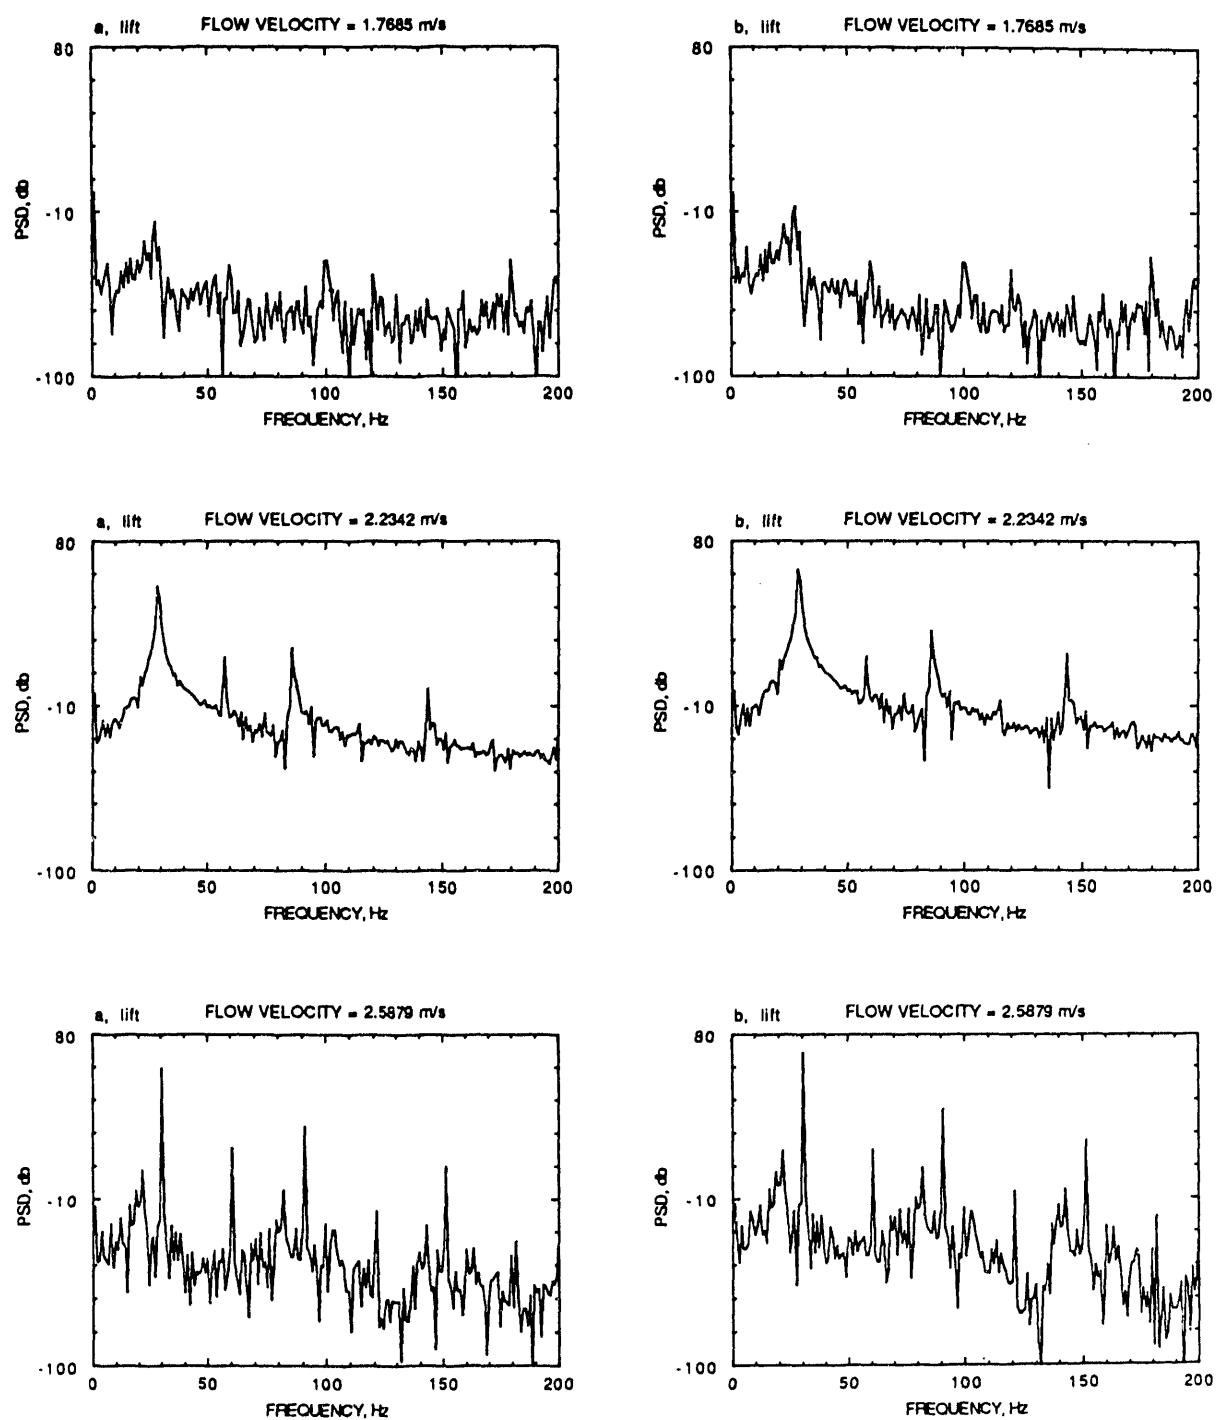 a, lift FLOW VELOCITY = 1.7685 m/s
b, lift FLOW VELOCITY = 1.7685 m/s
80
80
PSD, db
-10
PSD, db
-10
-100
-100
0 50 100 150 200
0 50 100 150 200
FREQUENCY, Hz
FREQUENCY, Hz
a, lift FLOW VELOCITY = 2.2342 m/s
b, lift FLOW VELOCITY = 2.2342 m/s
80
80
PSD, db
-10
PSD, db
-10
-100
-100
0 50 100 150 200
0 50 100 150 200
FREQUENCY, Hz
FREQUENCY, Hz
a, lift FLOW VELOCITY = 2.5879 m/s
b, lift FLOW VELOCITY = 2.5879 m/s
80
80
PSD, db
-10
PSD, db
-10
-100
-100
0 50 100 150 200
0 50 100 150 200
FREQUENCY, Hz
FREQUENCY, Hz